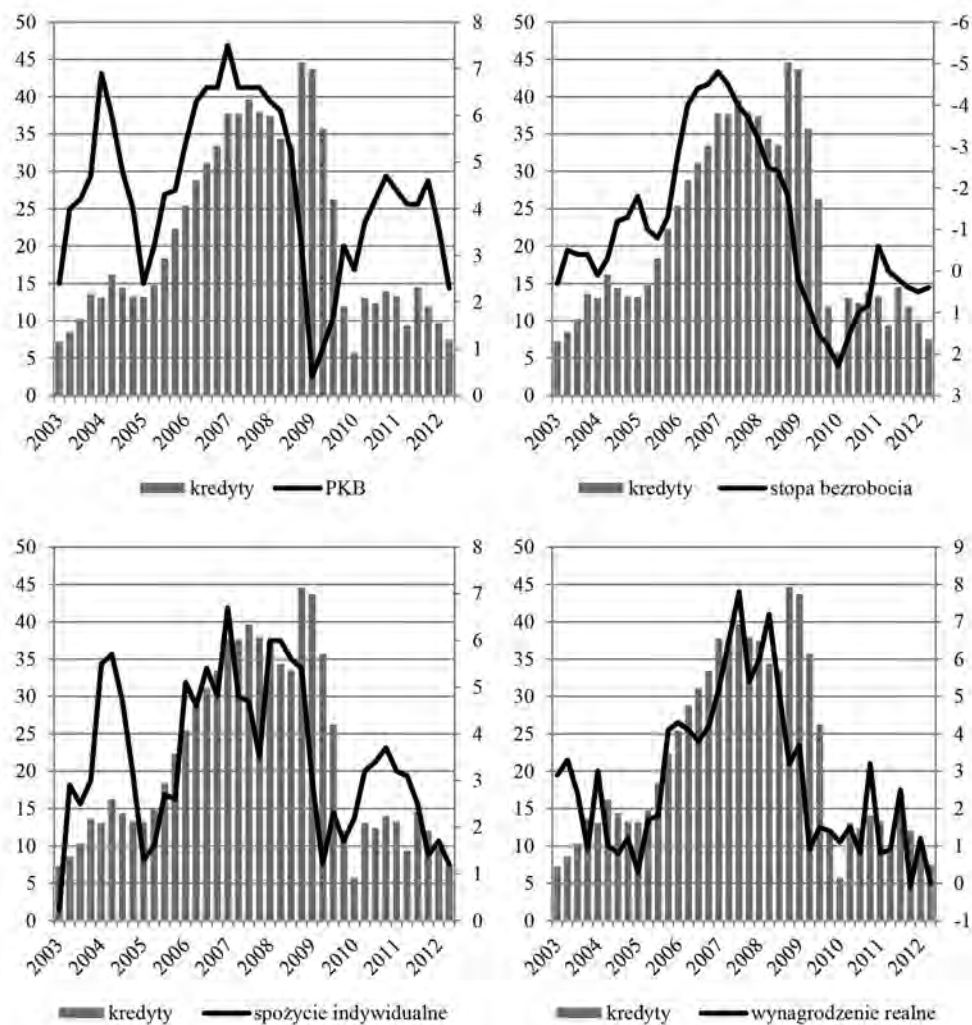 50 45 40 35 30 25 20 15 10 5 0
8 7 6 5 4 3 2 1 0
2003 2004 2005 2006 2007 2008 2009 2010 2011 2012
kredyty PKB
50 45 40 35 30 25 20 15 10 5 0
-6 -5 -4 -3 -2 -1 0 1 2 3
2003 2004 2005 2006 2007 2008 2009 2010 2011 2012
kredyty stopa bezrobocia
50 45 40 35 30 25 20 15 10 5 0
8 7 6 5 4 3 2 1 0
2003 2004 2005 2006 2007 2008 2009 2010 2011 2012
kredyty spożycie indywidualne
50 45 40 35 30 25 20 15 10 5 0
9 8 7 6 5 4 3 2 1 0 -1
2003 2004 2005 2006 2007 2008 2009 2010 2011 2012
kredyty wynagrodzenie realne